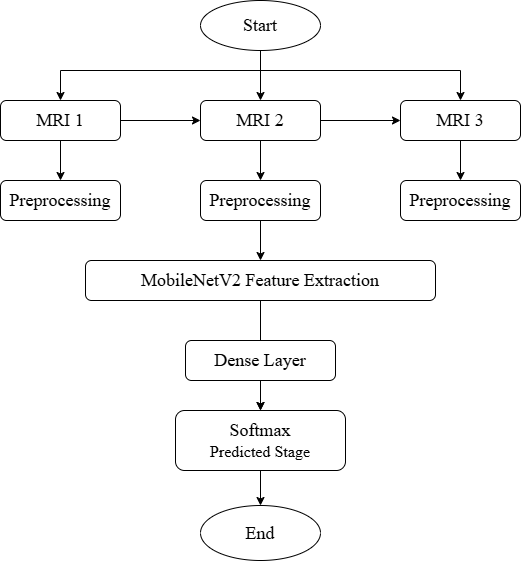 Start
MRI 1
MRI 2
MRI 3
Preprocessing
Preprocessing
Preprocessing
MobileNetV2 Feature Extraction
Dense Layer
Softmax
Predicted Stage
End